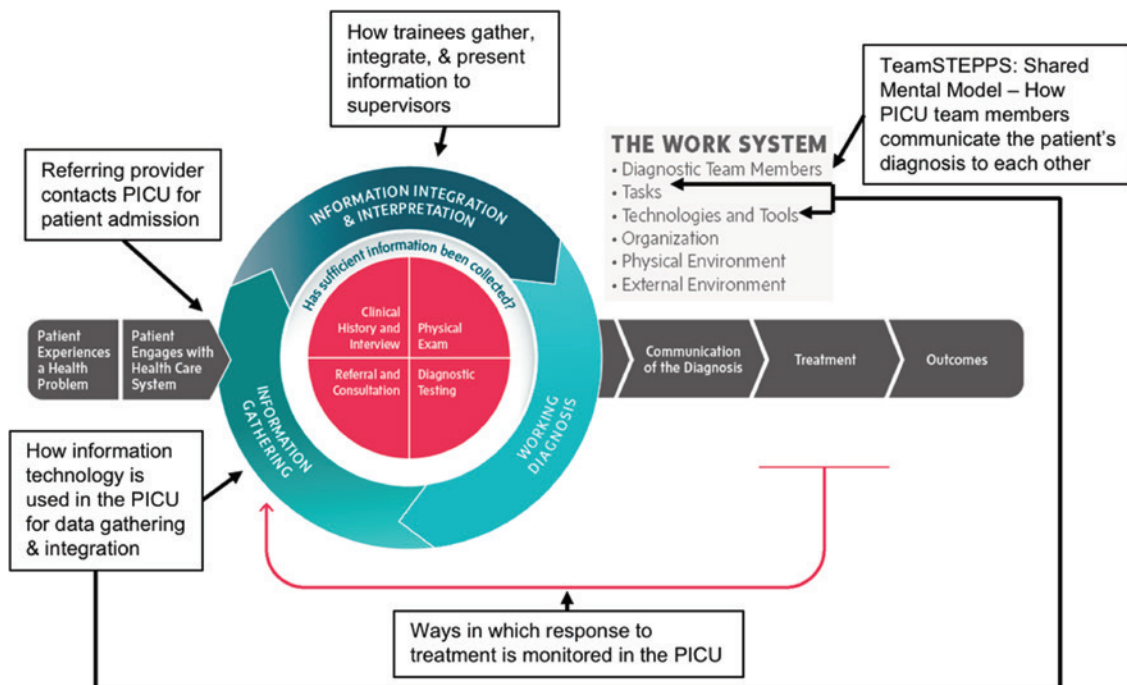 How trainees gather,
integrate, & present
information to
supervisors
TeamSTEPPS: Shared
Mental Model – How
PICU team members
communicate the patient's
diagnosis to each other
Referring provider
contacts PICU for
patient admission
THE WORK SYSTEM
• Diagnostic Team Members
• Tasks
• Technologies and Tools
• Organization
• Physical Environment
• External Environment
INFORMATION INTEGRATION
& INTERPRETATION
Has sufficient information been collected?
Clinical
History and
Interview
Physical
Exam
Referral and
Consultation
Diagnostic
Testing
INFORMATION
GATHERING
WORKING
DIAGNOSIS
Patient
Experiences
a Health
Problem
Patient
Engages with
Health Care
System
Communication
of the Diagnosis
Treatment
Outcomes
How information
technology is
used in the PICU
for data gathering
& integration
Ways in which response to
treatment is monitored in the PICU